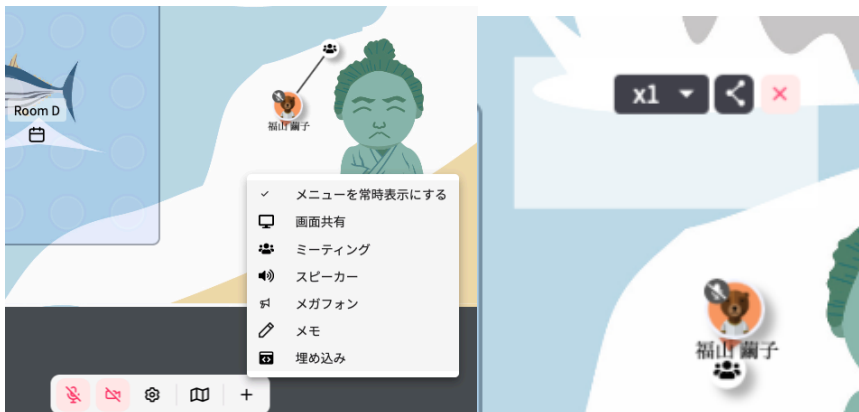 Room D
福山 繭子
メニューを常時表示にする
画面共有
ミーティング
スピーカー
メガフォン
メモ
埋め込み
x1
福山 繭子